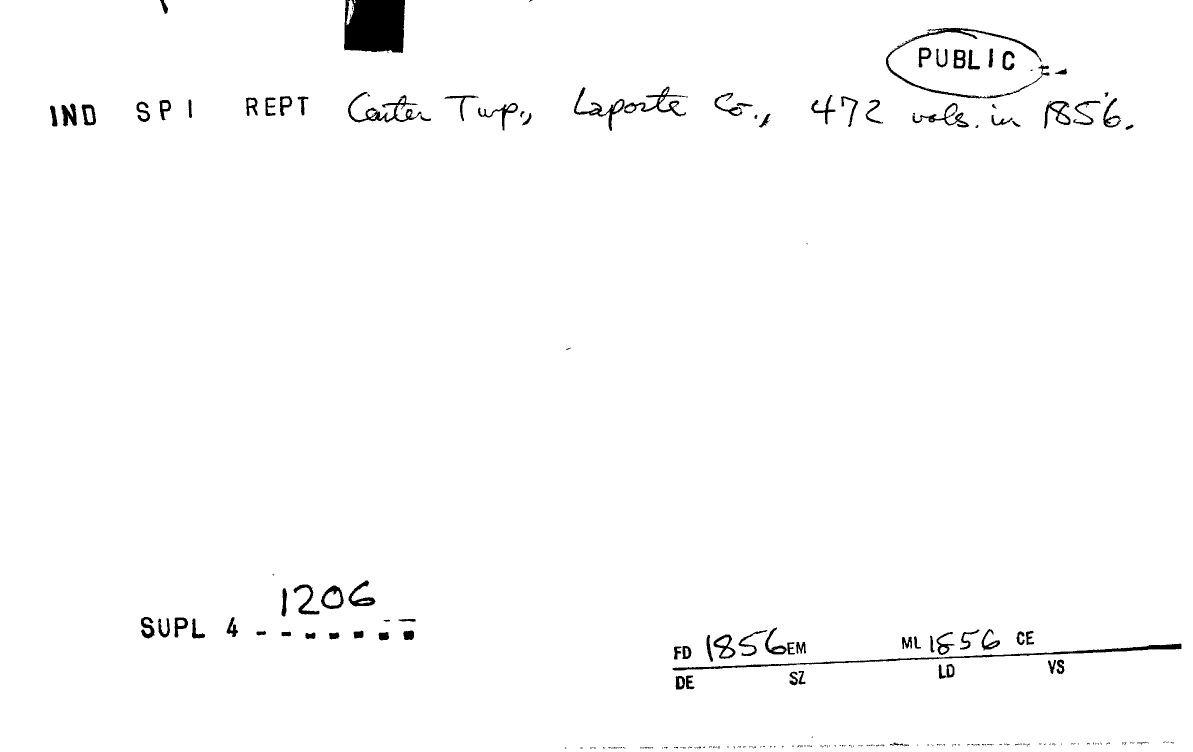 PUBLIC
IND SPI REPT Carter Twp., Laporte Co., 472 vols. in 1856.
1206
SUPL 4 - - - - - - -
FD 1856 EM ML 1856 CE
DE SZ LD VS